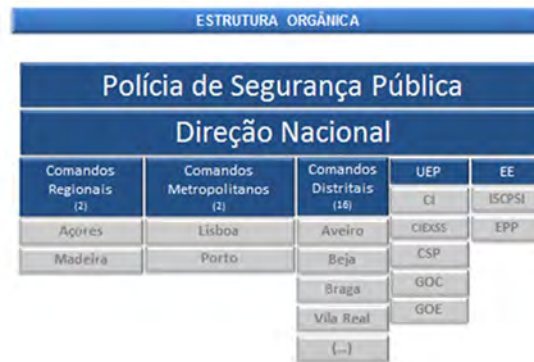 ESTRUTURA ORGÂNICA
Polícia de Segurança Pública
Direção Nacional
Comandos
Regionais
(2)
Açores
Madeira
Comandos
Metropolitanos
(2)
Lisboa
Porto
Comandos
Distritais
(16)
Aveiro
Beja
Braga
Vila Real
(...)
UEP
CI
CIEXSS
CSP
GOC
GOE
EE
ISCPSI
EPP